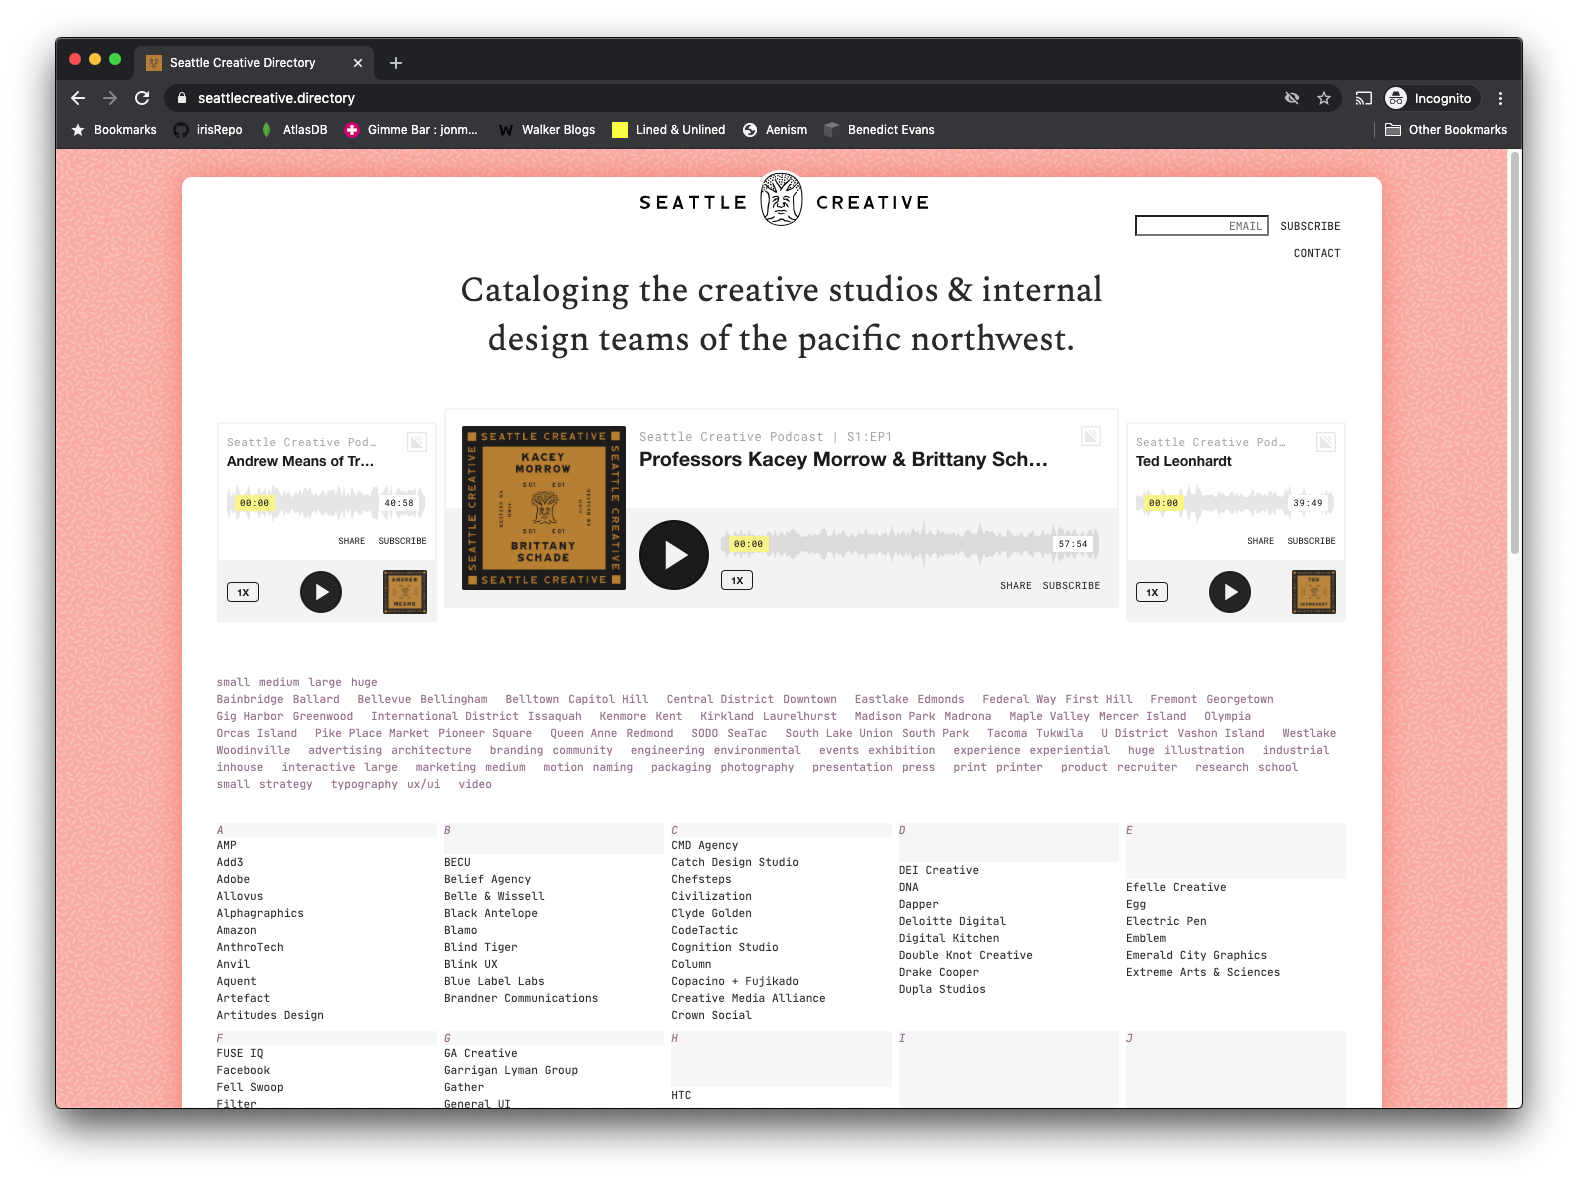 Seattle Creative Directory
seattlecreative.directory
Incognito
Bookmarks irisRepo AtlasDB Gimme Bar : jonm... Walker Blogs Lined & Unlined Aenism Benedict Evans Other Bookmarks
SEATTLE CREATIVE
EMAIL SUBSCRIBE
CONTACT
Cataloging the creative studios & internal
design teams of the pacific northwest.
Seattle Creative Pod…
Andrew Means of Tr…
00:00 40:58
SHARE SUBSCRIBE
1X
ANDREW
MEANS
SEATTLE CREATIVE
SEATTLE CREATIVE
SEATTLE CREATIVE
KACEY
MORROW
S01 E01
S01 E01
BRITTANY
SCHADE
SEATTLE CREATIVE
Seattle Creative Podcast | S1:EP1
Professors Kacey Morrow & Brittany Sch…
00:00 57:54
1X
SHARE SUBSCRIBE
Seattle Creative Pod…
Ted Leonhardt
00:00 39:49
SHARE SUBSCRIBE
1X
TED
LEONHARDT
small medium large huge
Bainbridge Ballard Bellevue Bellingham Belltown Capitol Hill Central District Downtown Eastlake Edmonds Federal Way First Hill Fremont Georgetown
Gig Harbor Greenwood International District Issaquah Kenmore Kent Kirkland Laurelhurst Madison Park Madrona Maple Valley Mercer Island Olympia
Orcas Island Pike Place Market Pioneer Square Queen Anne Redmond SODO SeaTac South Lake Union South Park Tacoma Tukwila U District Vashon Island Westlake
Woodinville advertising architecture branding community engineering environmental events exhibition experience experiential huge illustration industrial
inhouse interactive large marketing medium motion naming packaging photography presentation press print printer product recruiter research school
small strategy typography ux/ui video
A
AMP
Add3
Adobe
Allovus
Alphagraphics
Amazon
AnthroTech
Anvil
Aquent
Artefact
Artitudes Design
B
BECU
Belief Agency
Belle & Wissell
Black Antelope
Blamo
Blind Tiger
Blink UX
Blue Label Labs
Brandner Communications
C
CMD Agency
Catch Design Studio
Chefsteps
Civilization
Clyde Golden
CodeTactic
Cognition Studio
Column
Copacino + Fujikado
Creative Media Alliance
Crown Social
D
DEI Creative
DNA
Dapper
Deloitte Digital
Digital Kitchen
Double Knot Creative
Drake Cooper
Dupla Studios
E
Efelle Creative
Egg
Electric Pen
Emblem
Emerald City Graphics
Extreme Arts & Sciences
F
FUSE IQ
Facebook
Fell Swoop
Filter
G
GA Creative
Garrigan Lyman Group
Gather
General UI
H
HTC
I
J